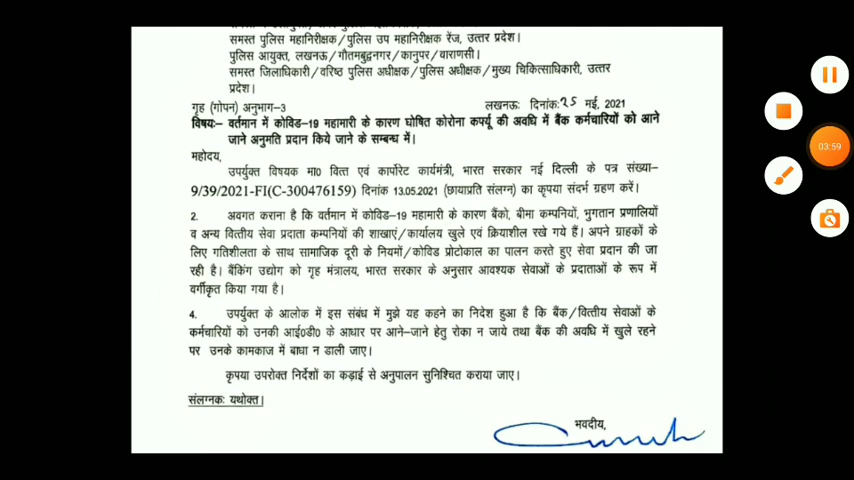 समस्त पुलिस महानिरीक्षक/पुलिस उप महानिरीक्षक रेंज, उत्तर प्रदेश।
पुलिस आयुक्त, लखनऊ/गौतमबुद्धनगर/कानपुर/वाराणसी।
समस्त जिलाधिकारी/वरिष्ठ पुलिस अधीक्षक/पुलिस अधीक्षक/मुख्य चिकित्साधिकारी, उत्तर
प्रदेश।
गृह (गोपन) अनुभाग-3 लखनऊः दिनांक: 25 मई, 2021
विषयः- वर्तमान में कोविड-19 महामारी के कारण घोषित कोरोना कर्फ्यू की अवधि में बैंक कर्मचारियों को आने
जाने अनुमति प्रदान किये जाने के सम्बन्ध में।
महोदय,
उपर्युक्त विषयक मा0 वित्त एवं कार्पोरेट कार्यमंत्री, भारत सरकार नई दिल्ली के पत्र संख्या-
9/39/2021-FI(C-300476159) दिनांक 13.05.2021 (छायाप्रति संलग्न) का कृपया संदर्भ ग्रहण करें।
2. अवगत कराना है कि वर्तमान में कोविड-19 महामारी के कारण बैंको, बीमा कम्पनियों, भुगतान प्रणालियों
व अन्य वित्तीय सेवा प्रदाता कम्पनियों की शाखाएं/कार्यालय खुले एवं क्रियाशील रखे गये हैं। अपने ग्राहकों के
लिए गतिशीलता के साथ सामाजिक दूरी के नियमों/कोविड प्रोटोकाल का पालन करते हुए सेवा प्रदान की जा
रही है। बैंकिंग उद्योग को गृह मंत्रालय, भारत सरकार के अनुसार आवश्यक सेवाओं के प्रदाताओं के रूप में
वर्गीकृत किया गया है।
4. उपर्युक्त के आलोक में इस संबंध में मुझे यह कहने का निदेश हुआ है कि बैंक/वित्तीय सेवाओं के
कर्मचारियों को उनकी आई0डी0 के आधार पर आने-जाने हेतु रोका न जाये तथा बैंक की अवधि में खुले रहने
पर उनके कामकाज में बाधा न डाली जाए।
कृपया उपरोक्त निर्देशों का कड़ाई से अनुपालन सुनिश्चित कराया जाए।
संलग्नकः यथोक्त।
भवदीय,
03:59